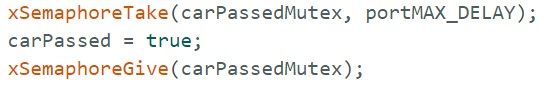 xSemaphoreTake(carPassedMutex, portMAX_DELAY);
carPassed = true;
xSemaphoreGive(carPassedMutex);